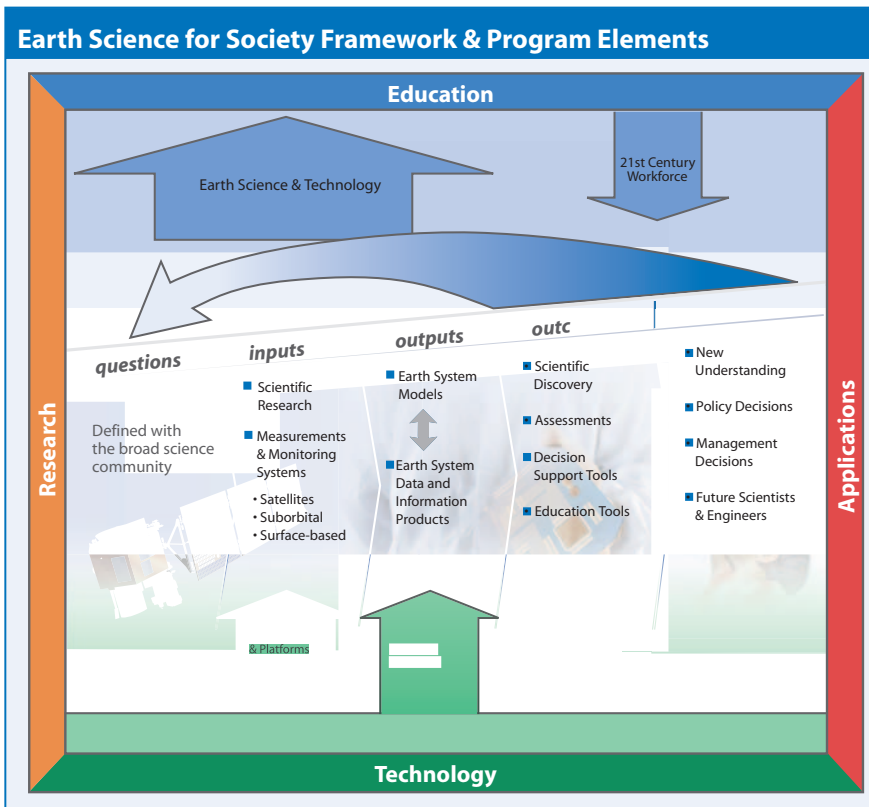 Earth Science for Society Framework & Program Elements
Education
Earth Science & Technology
21st Century
Workforce
Research
questions
Defined with
the broad science
community
inputs
Scientific
Research
Measurements
& Monitoring
Systems
• Satellites
• Suborbital
• Surface-based
outputs
Earth System
Models
Earth System
Data and
Information
Products
outc
Scientific
Discovery
Assessments
Decision
Support Tools
Education Tools
New
Understanding
Policy Decisions
Management
Decisions
Future Scientists
& Engineers
Applications
& Platforms
Technology